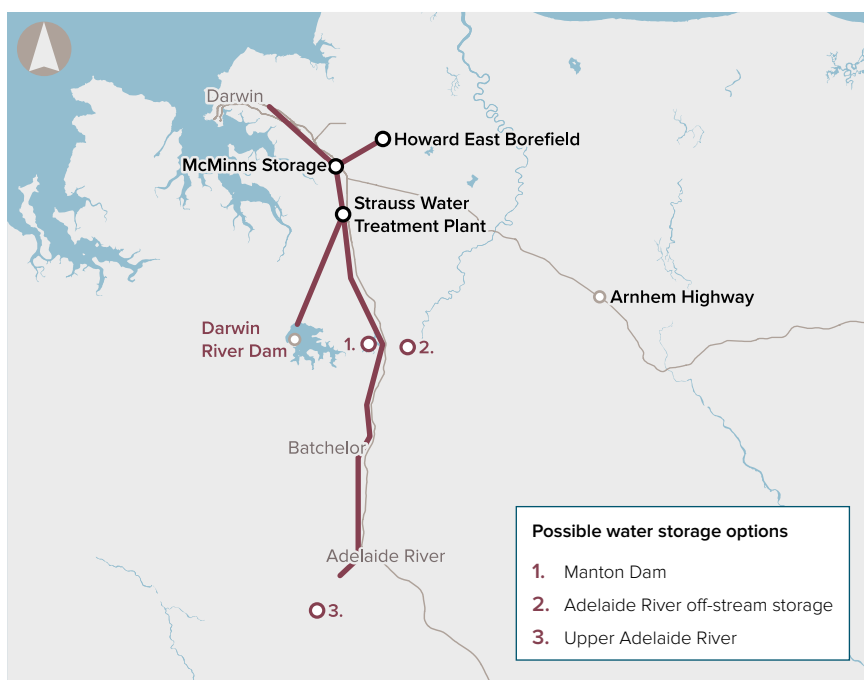 Darwin
Howard East Borefield
McMinns Storage
Strauss Water
Treatment Plant
Arnhem Highway
Darwin
River Dam
1.
2.
Batchelor
Adelaide River
3.
Possible water storage options
1. Manton Dam
2. Adelaide River off-stream storage
3. Upper Adelaide River